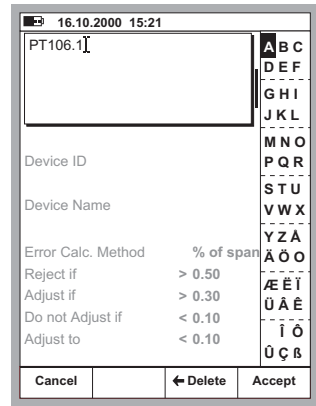 16.10.2000 15:21
PT106.1
A B C
D E F
G H I
J K L
M N O
P Q R
S T U
V W X
Y Z Å
Ä Ö O
Æ Ë Ï
Ü Â Ê
Î Ô
Û Ç ß
Device ID
Device Name
Error Calc. Method % of span
Reject if > 0.50
Adjust if > 0.30
Do not Adjust if < 0.10
Adjust to < 0.10
Cancel ← Delete Accept